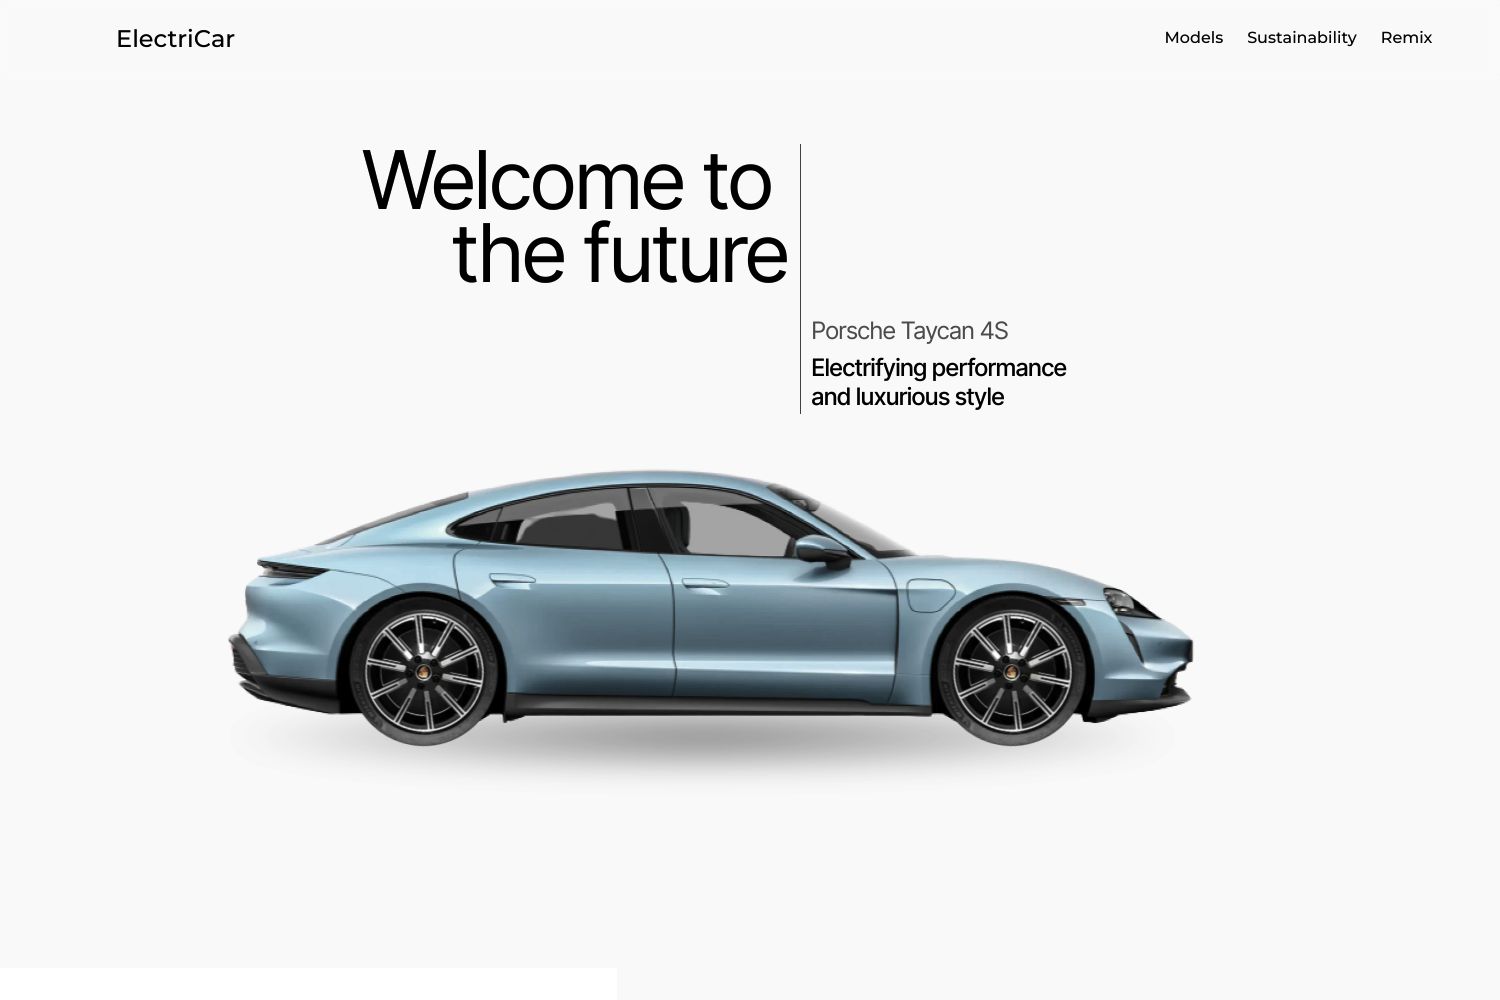 ElectriCar
Models Sustainability Remix
Welcome to
the future
Porsche Taycan 4S
Electrifying performance
and luxurious style